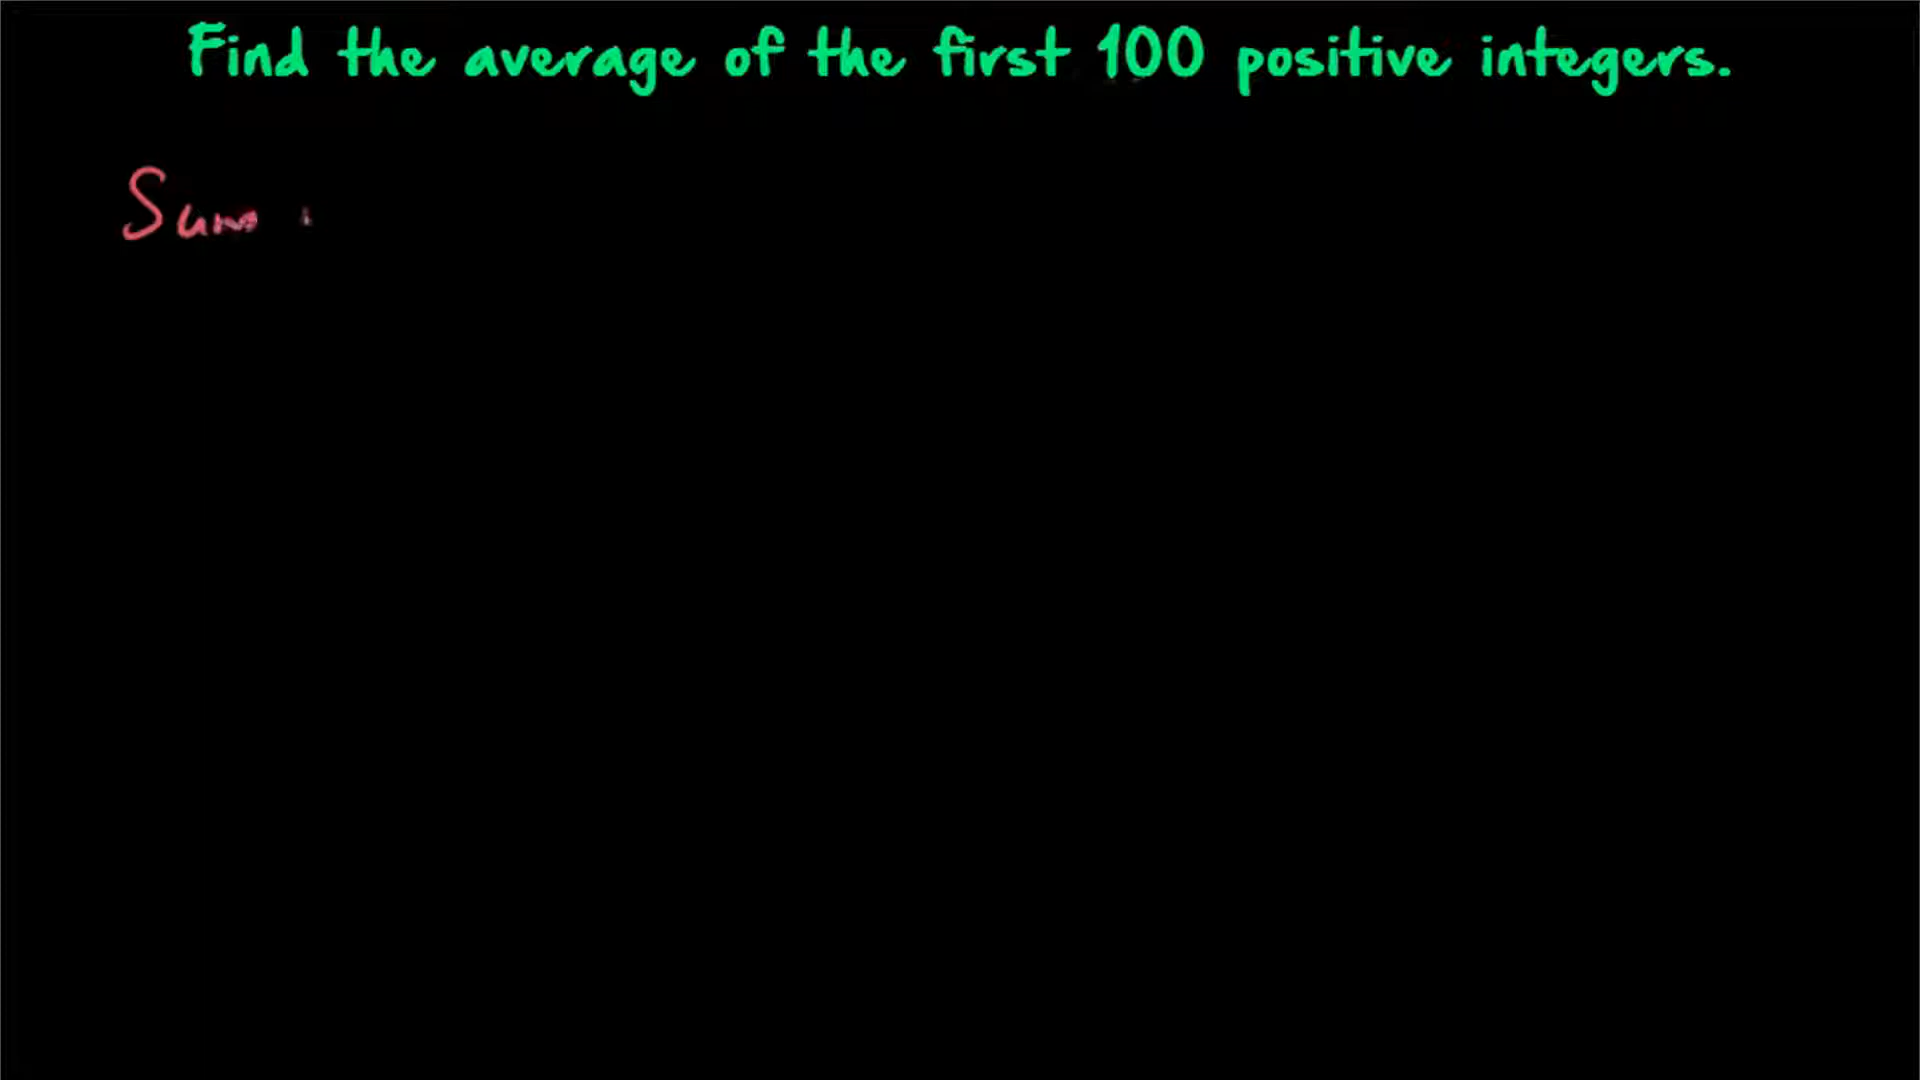 Find the average of the first 100 positive integers.
Sum